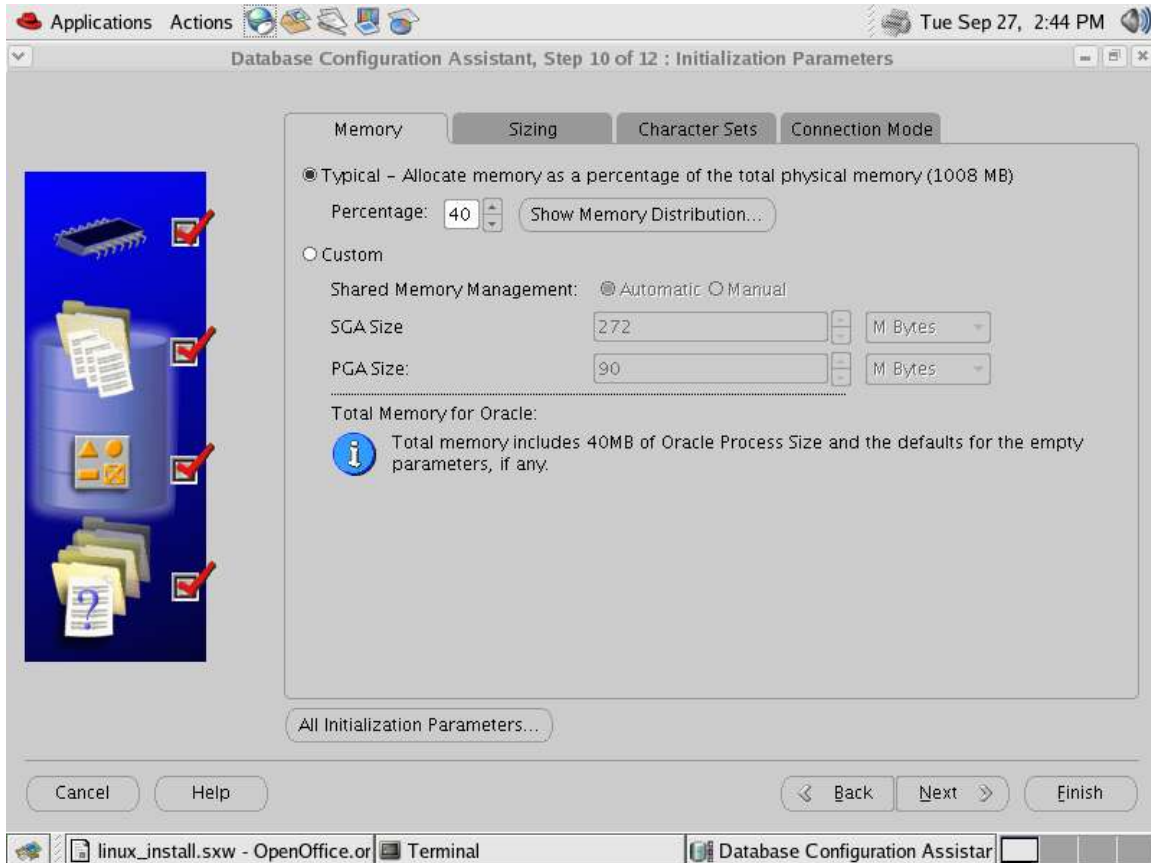 Applications Actions Tue Sep 27, 2:44 PM
Database Configuration Assistant, Step 10 of 12 : Initialization Parameters
Memory Sizing Character Sets Connection Mode
Typical – Allocate memory as a percentage of the total physical memory (1008 MB)
Percentage: 40 Show Memory Distribution...
Custom
Shared Memory Management: Automatic Manual
SGA Size 272 M Bytes
PGA Size: 90 M Bytes
Total Memory for Oracle:
Total memory includes 40MB of Oracle Process Size and the defaults for the empty
parameters, if any.
?
All Initialization Parameters...
Cancel Help Back Next Finish
linux_install.sxw - OpenOffice.or Terminal Database Configuration Assistar